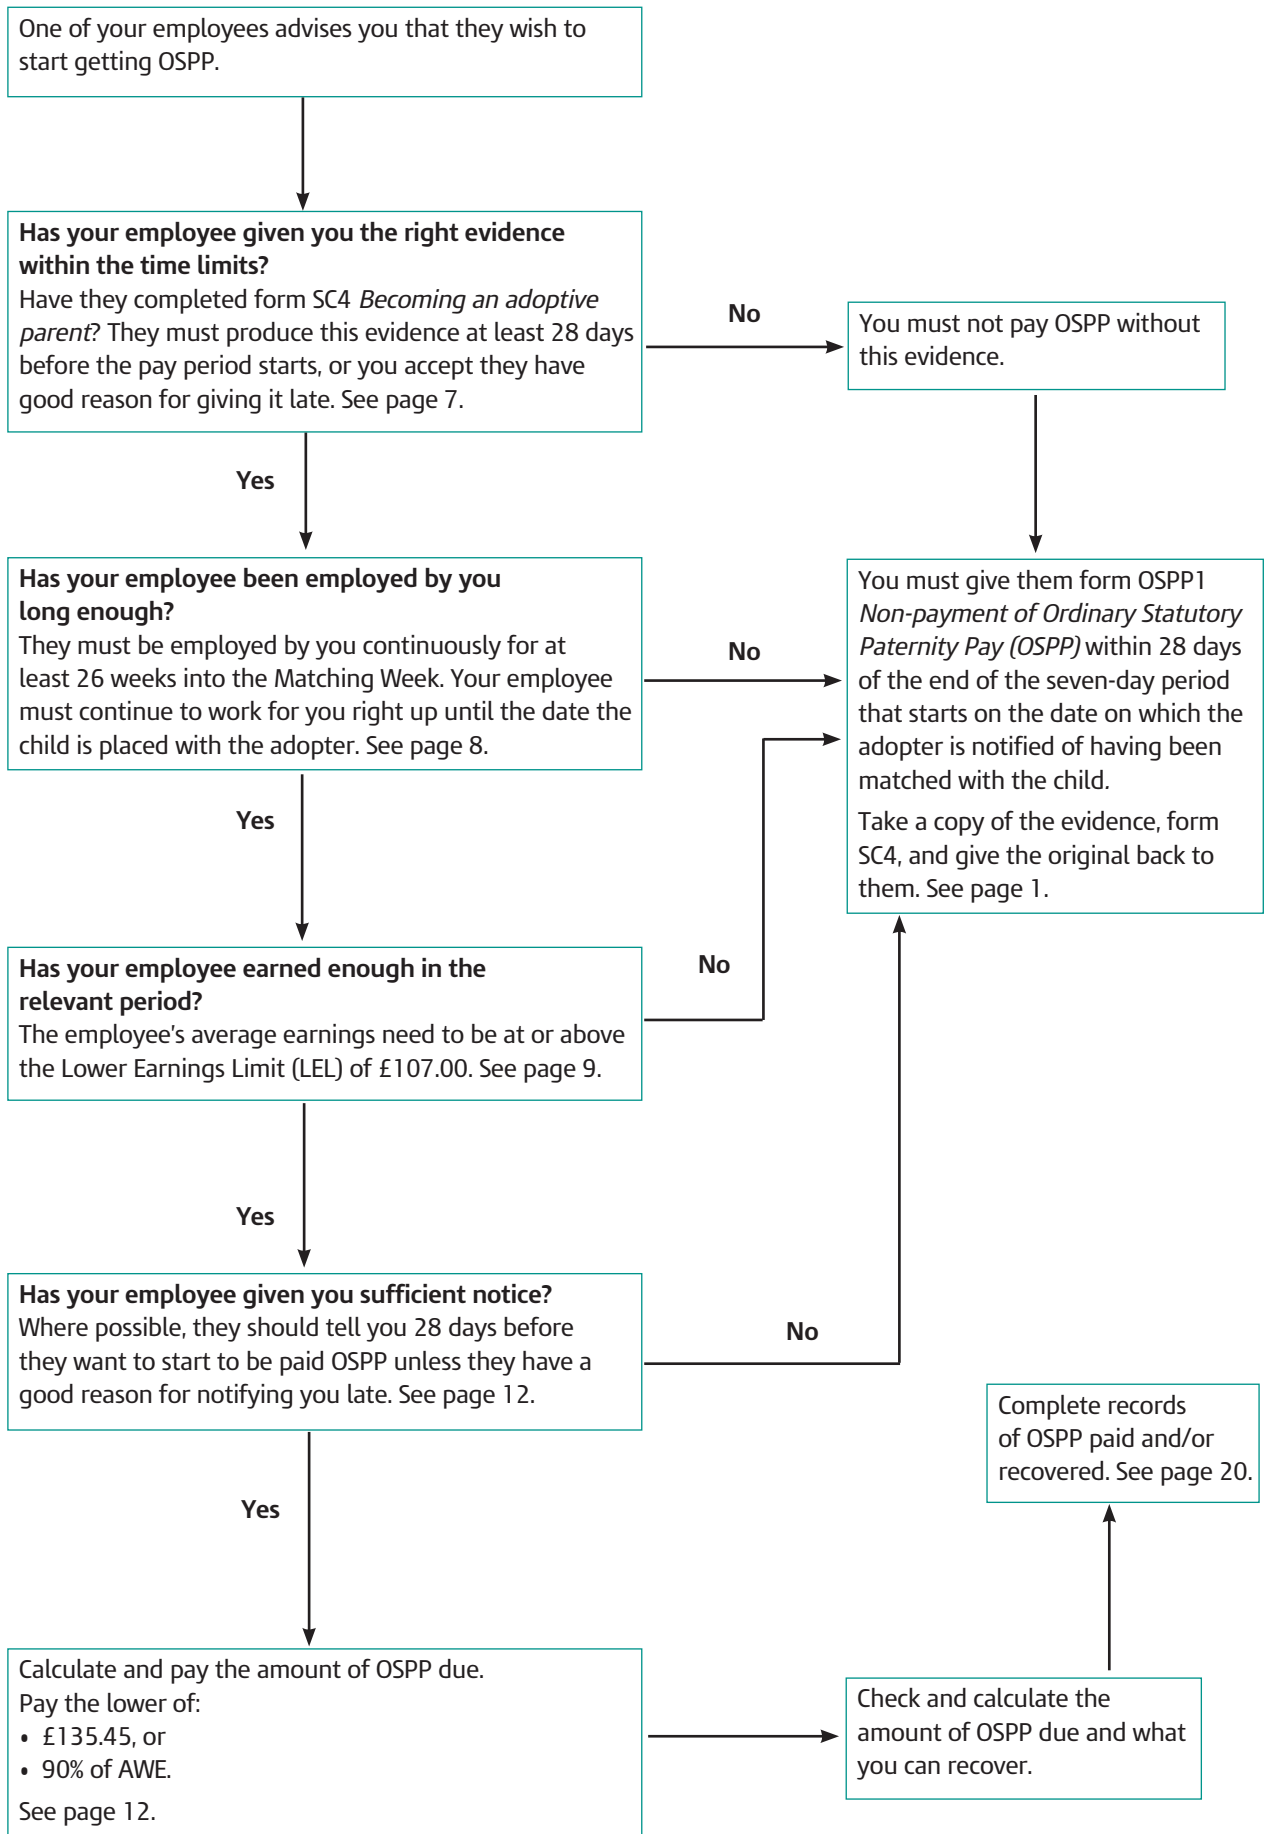 One of your employees advises you that they wish to
start getting OSPP.
Has your employee given you the right evidence
within the time limits?
Have they completed form SC4 Becoming an adoptive
parent? They must produce this evidence at least 28 days
before the pay period starts, or you accept they have
good reason for giving it late. See page 7.
No
You must not pay OSPP without
this evidence.
Yes
Has your employee been employed by you
long enough?
They must be employed by you continuously for at
least 26 weeks into the Matching Week. Your employee
must continue to work for you right up until the date the
child is placed with the adopter. See page 8.
No
You must give them form OSPP1
Non-payment of Ordinary Statutory
Paternity Pay (OSPP) within 28 days
of the end of the seven-day period
that starts on the date on which the
adopter is notified of having been
matched with the child.
Take a copy of the evidence, form
SC4, and give the original back to
them. See page 1.
Yes
Has your employee earned enough in the
relevant period?
The employee's average earnings need to be at or above
the Lower Earnings Limit (LEL) of £107.00. See page 9.
No
Yes
Has your employee given you sufficient notice?
Where possible, they should tell you 28 days before
they want to start to be paid OSPP unless they have a
good reason for notifying you late. See page 12.
No
Yes
Calculate and pay the amount of OSPP due.
Pay the lower of:
• £135.45, or
• 90% of AWE.
See page 12.
Check and calculate the
amount of OSPP due and what
you can recover.
Complete records
of OSPP paid and/or
recovered. See page 20.